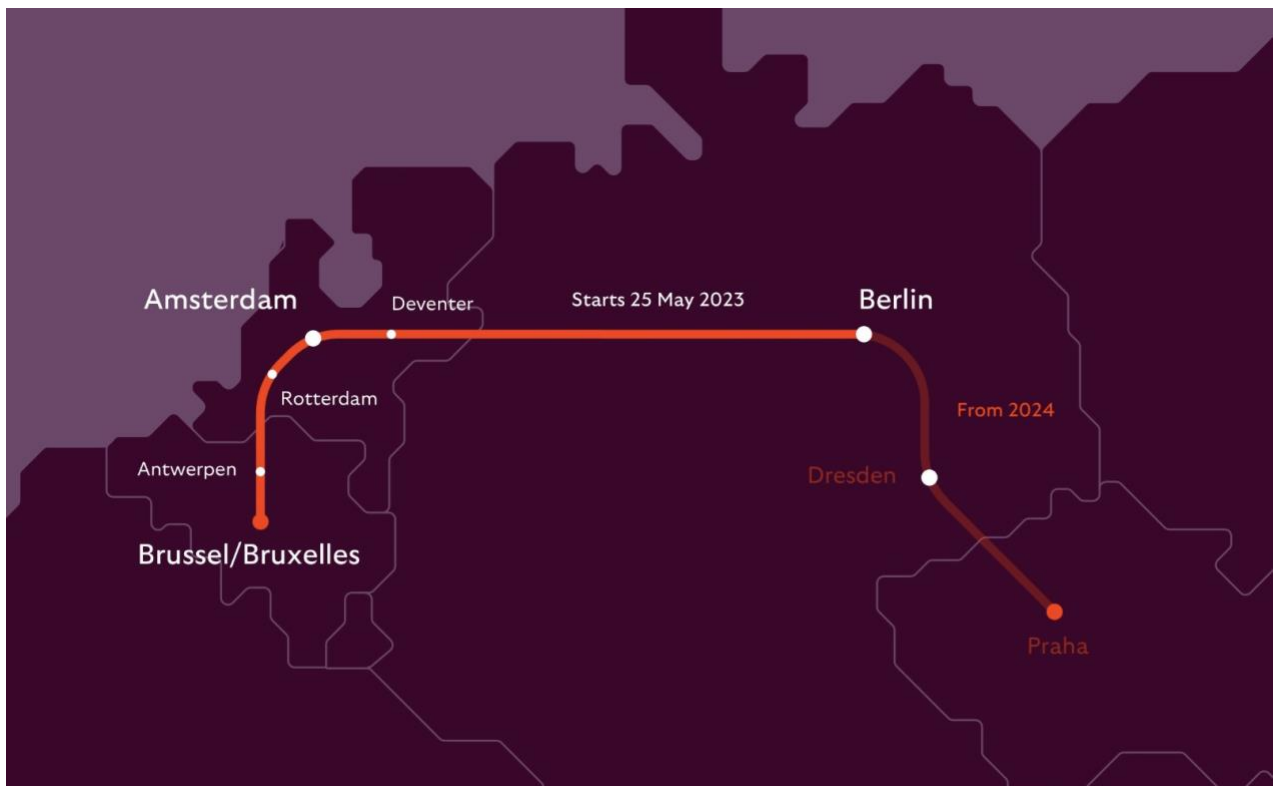 Amsterdam
Deventer
Starts 25 May 2023
Berlin
Rotterdam
From 2024
Antwerpen
Dresden
Brussel/Bruxelles
Praha